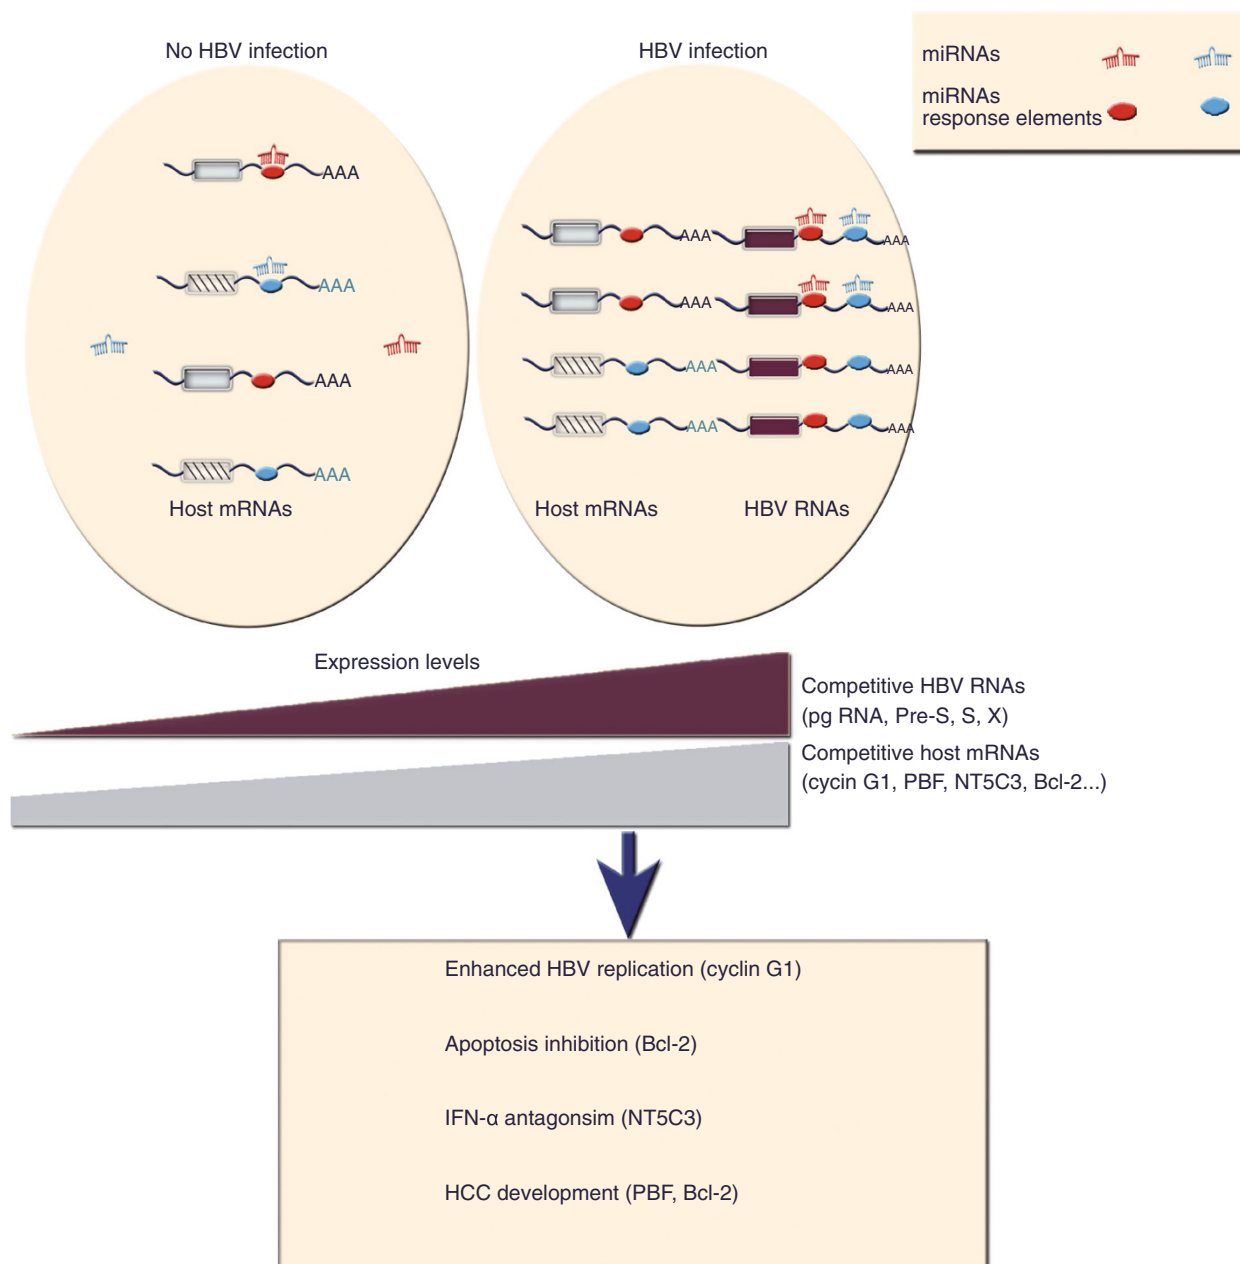 No HBV infection
HBV infection
miRNAs
miRNAs
response elements
AAA
AAA
AAA
AAA
Host mRNAs
AAA
AAA
AAA
AAA
AAA
AAA
AAA
AAA
Host mRNAs
HBV RNAs
Expression levels
Competitive HBV RNAs
(pg RNA, Pre-S, S, X)
Competitive host mRNAs
(cycin G1, PBF, NT5C3, Bcl-2...)
Enhanced HBV replication (cyclin G1)
Apoptosis inhibition (Bcl-2)
IFN-α antagonsim (NT5C3)
HCC development (PBF, Bcl-2)